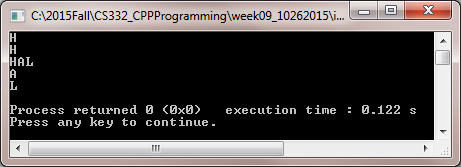 C:\2015Fall\CS332_CPPProgramming\week09_10262015\i...
H
H
HAL
A
L
Process returned 0 (0x0)   execution time : 0.122 s
Press any key to continue.